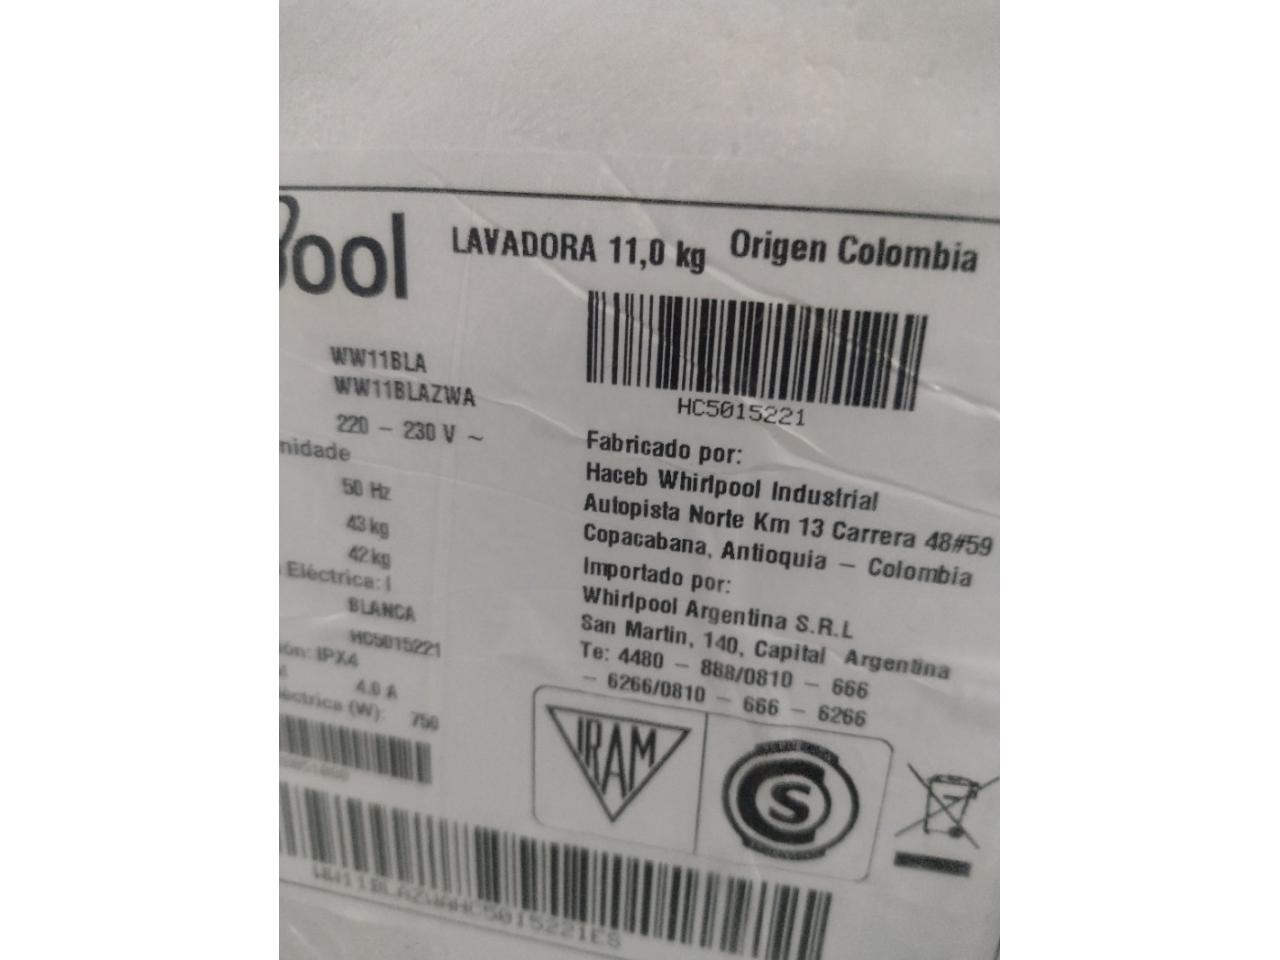 pool LAVADORA 11,0 kg Origen Colombia
WW11BLA
WW11BLAZWA
220 – 230 V ~
nidade
50 Hz
43 kg
42 kg
Eléctrica: I
BLANCA
HC5015221
ión: IPX4
4.0 A
éctrica (W): 750
HC5015221
Fabricado por:
Haceb Whirlpool Industrial
Autopista Norte Km 13 Carrera 48#59
Copacabana, Antioquia – Colombia
Importado por:
Whirlpool Argentina S.R.L
San Martin, 140, Capital Argentina
Te: 4480 – 888/0810 – 666
– 6266/0810 – 666 – 6266
IRAM
S
WW11BLAZWAHC5015221ES